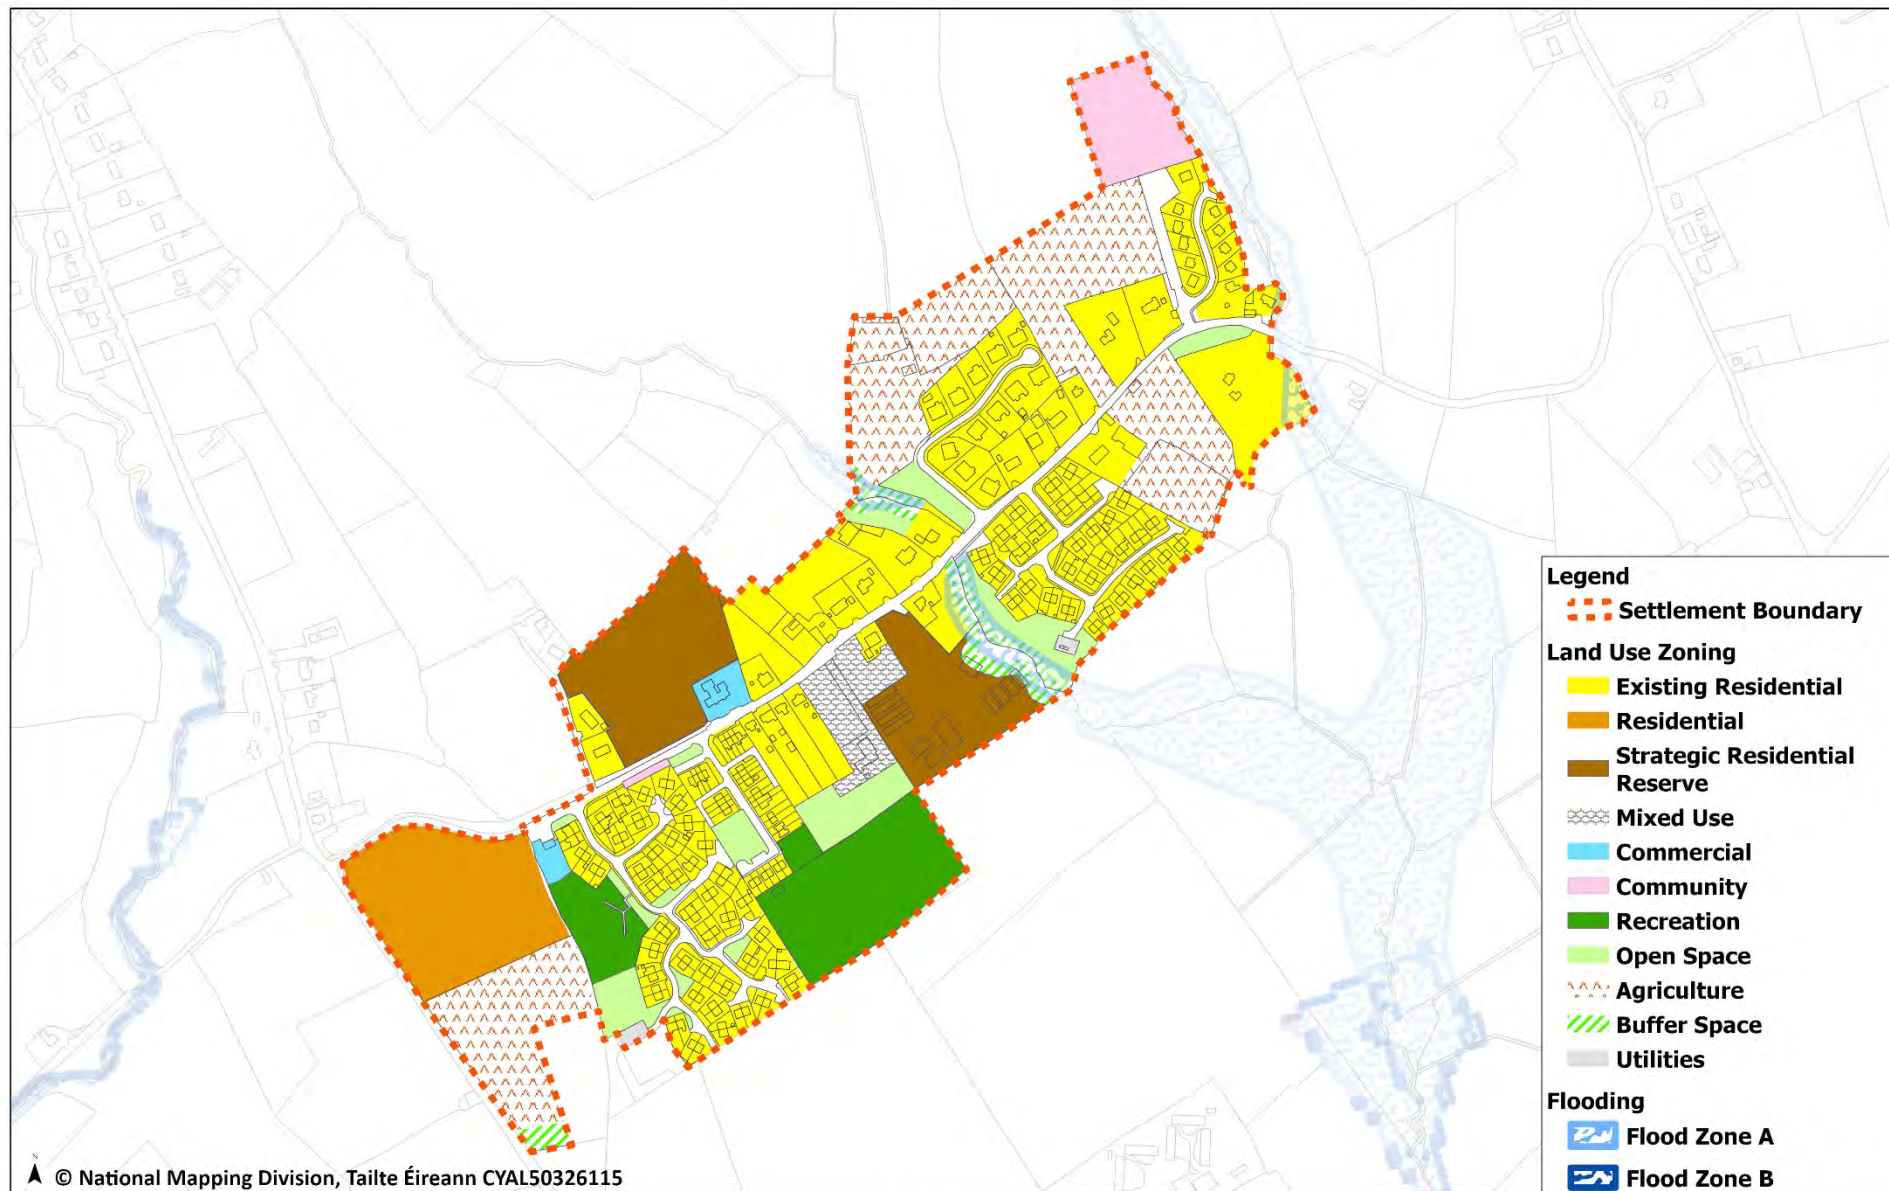 Legend
Settlement Boundary
Land Use Zoning
Existing Residential
Residential
Strategic Residential
Reserve
Mixed Use
Commercial
Community
Recreation
Open Space
Agriculture
Buffer Space
Utilities
Flooding
Flood Zone A
Flood Zone B
N
© National Mapping Division, Tailte Éireann CYAL50326115